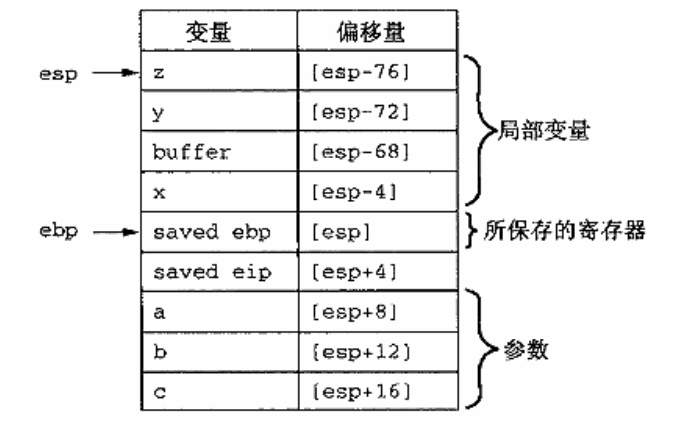 变量 偏移量
esp z [esp-76]
y [esp-72]
buffer [esp-68]
局部变量
x [esp-4]
ebp saved ebp [esp] 所保存的寄存器
saved eip [esp+4]
a [esp+8]
b [esp+12] 参数
c [esp+16]